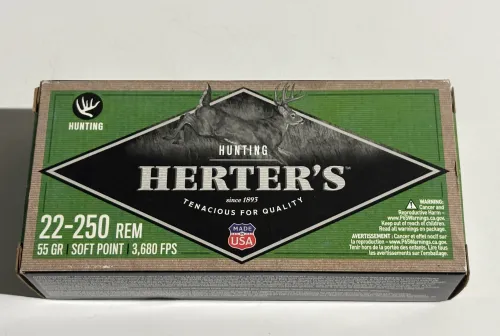 HUNTING
HUNTING
HERTER'S™
since 1893
TENACIOUS FOR QUALITY
MADE
IN THE
USA
22-250 REM
55 GR | SOFT POINT | 3,680 FPS
WARNING:
Cancer and
Reproductive Harm –
www.P65Warnings.ca.gov.
Keep out of reach of children.
Read all warnings on package.
AVERTISSEMENT : Cancer et effet nocif sur
la reproduction – www.P65Warnings.ca.gov.
Tenir hors de la portée des enfants. Lire tous
les avertissements sur l'emballage.